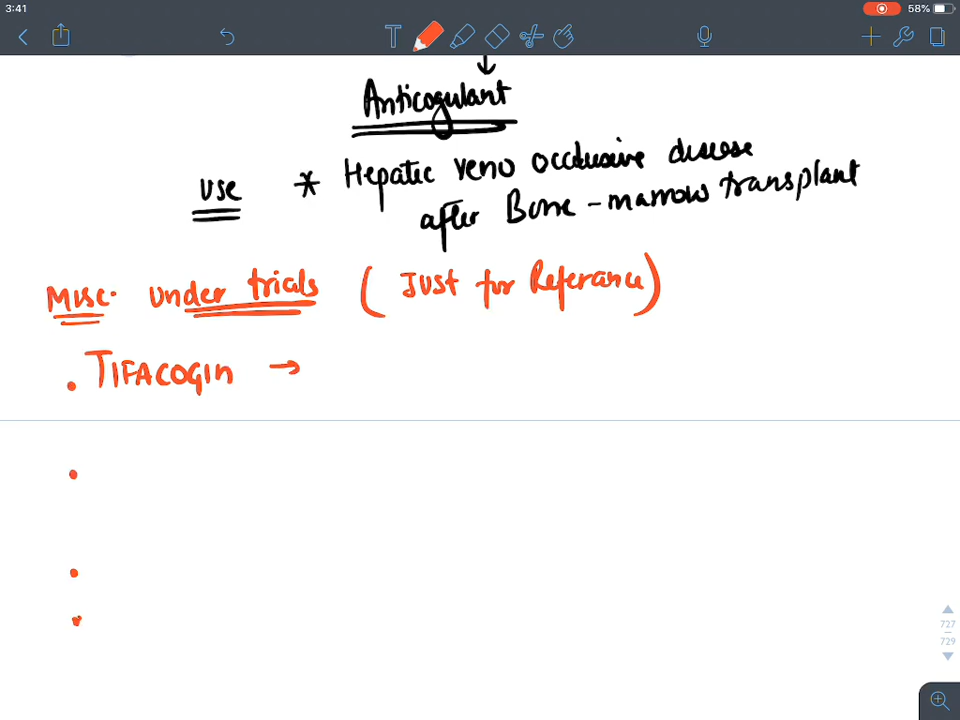 3:41
58%
T
Anticogulant
use * Hepatic veno occlusive disease
after Bone-marrow transplant
Misc. Under trials (Just for Referance)
. TIFACOGIN →
727
729